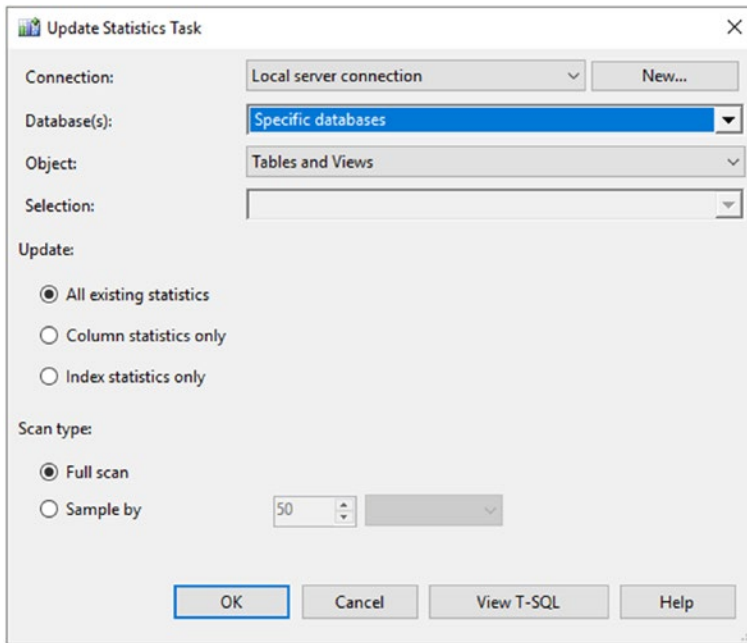 Update Statistics Task
Connection: Local server connection New...
Database(s): Specific databases
Object: Tables and Views
Selection:
Update:
All existing statistics
Column statistics only
Index statistics only
Scan type:
Full scan
Sample by 50
OK Cancel View T-SQL Help